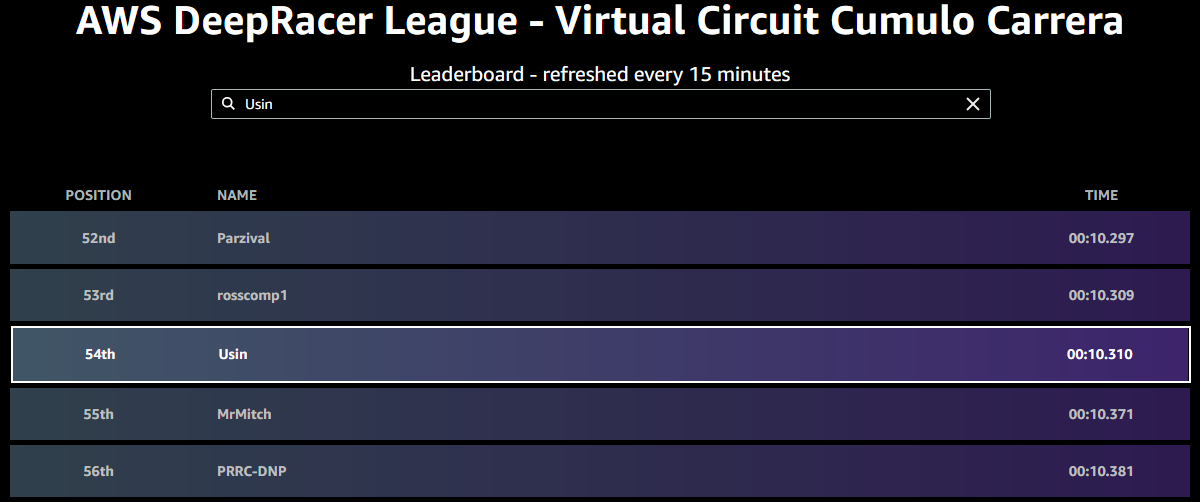 AWS DeepRacer League - Virtual Circuit Cumulo Carrera
Leaderboard - refreshed every 15 minutes
Usin
POSITION NAME TIME
52nd Parzival 00:10.297
53rd rosscomp1 00:10.309
54th Usin 00:10.310
55th MrMitch 00:10.371
56th PRRC-DNP 00:10.381